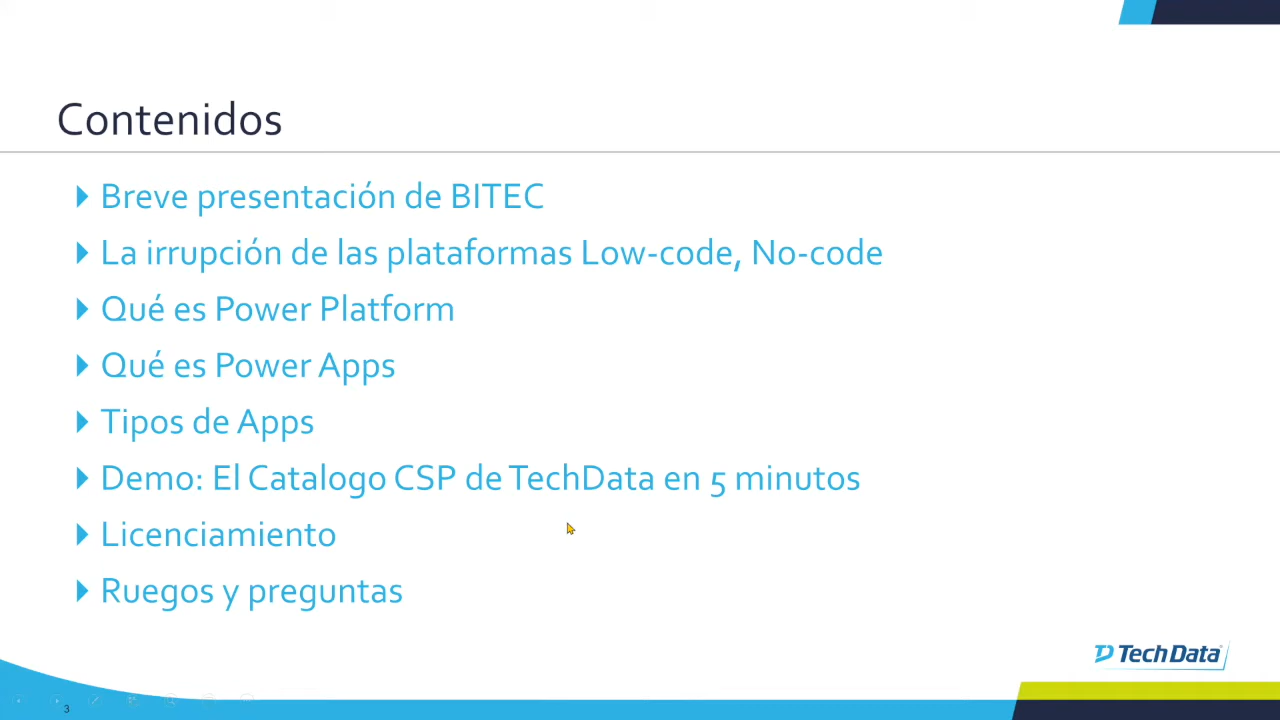 Contenidos
Breve presentación de BITEC
La irrupción de las plataformas Low-code, No-code
Qué es Power Platform
Qué es Power Apps
Tipos de Apps
Demo: El Catalogo CSP de TechData en 5 minutos
Licenciamiento
Ruegos y preguntas
Tech Data
3